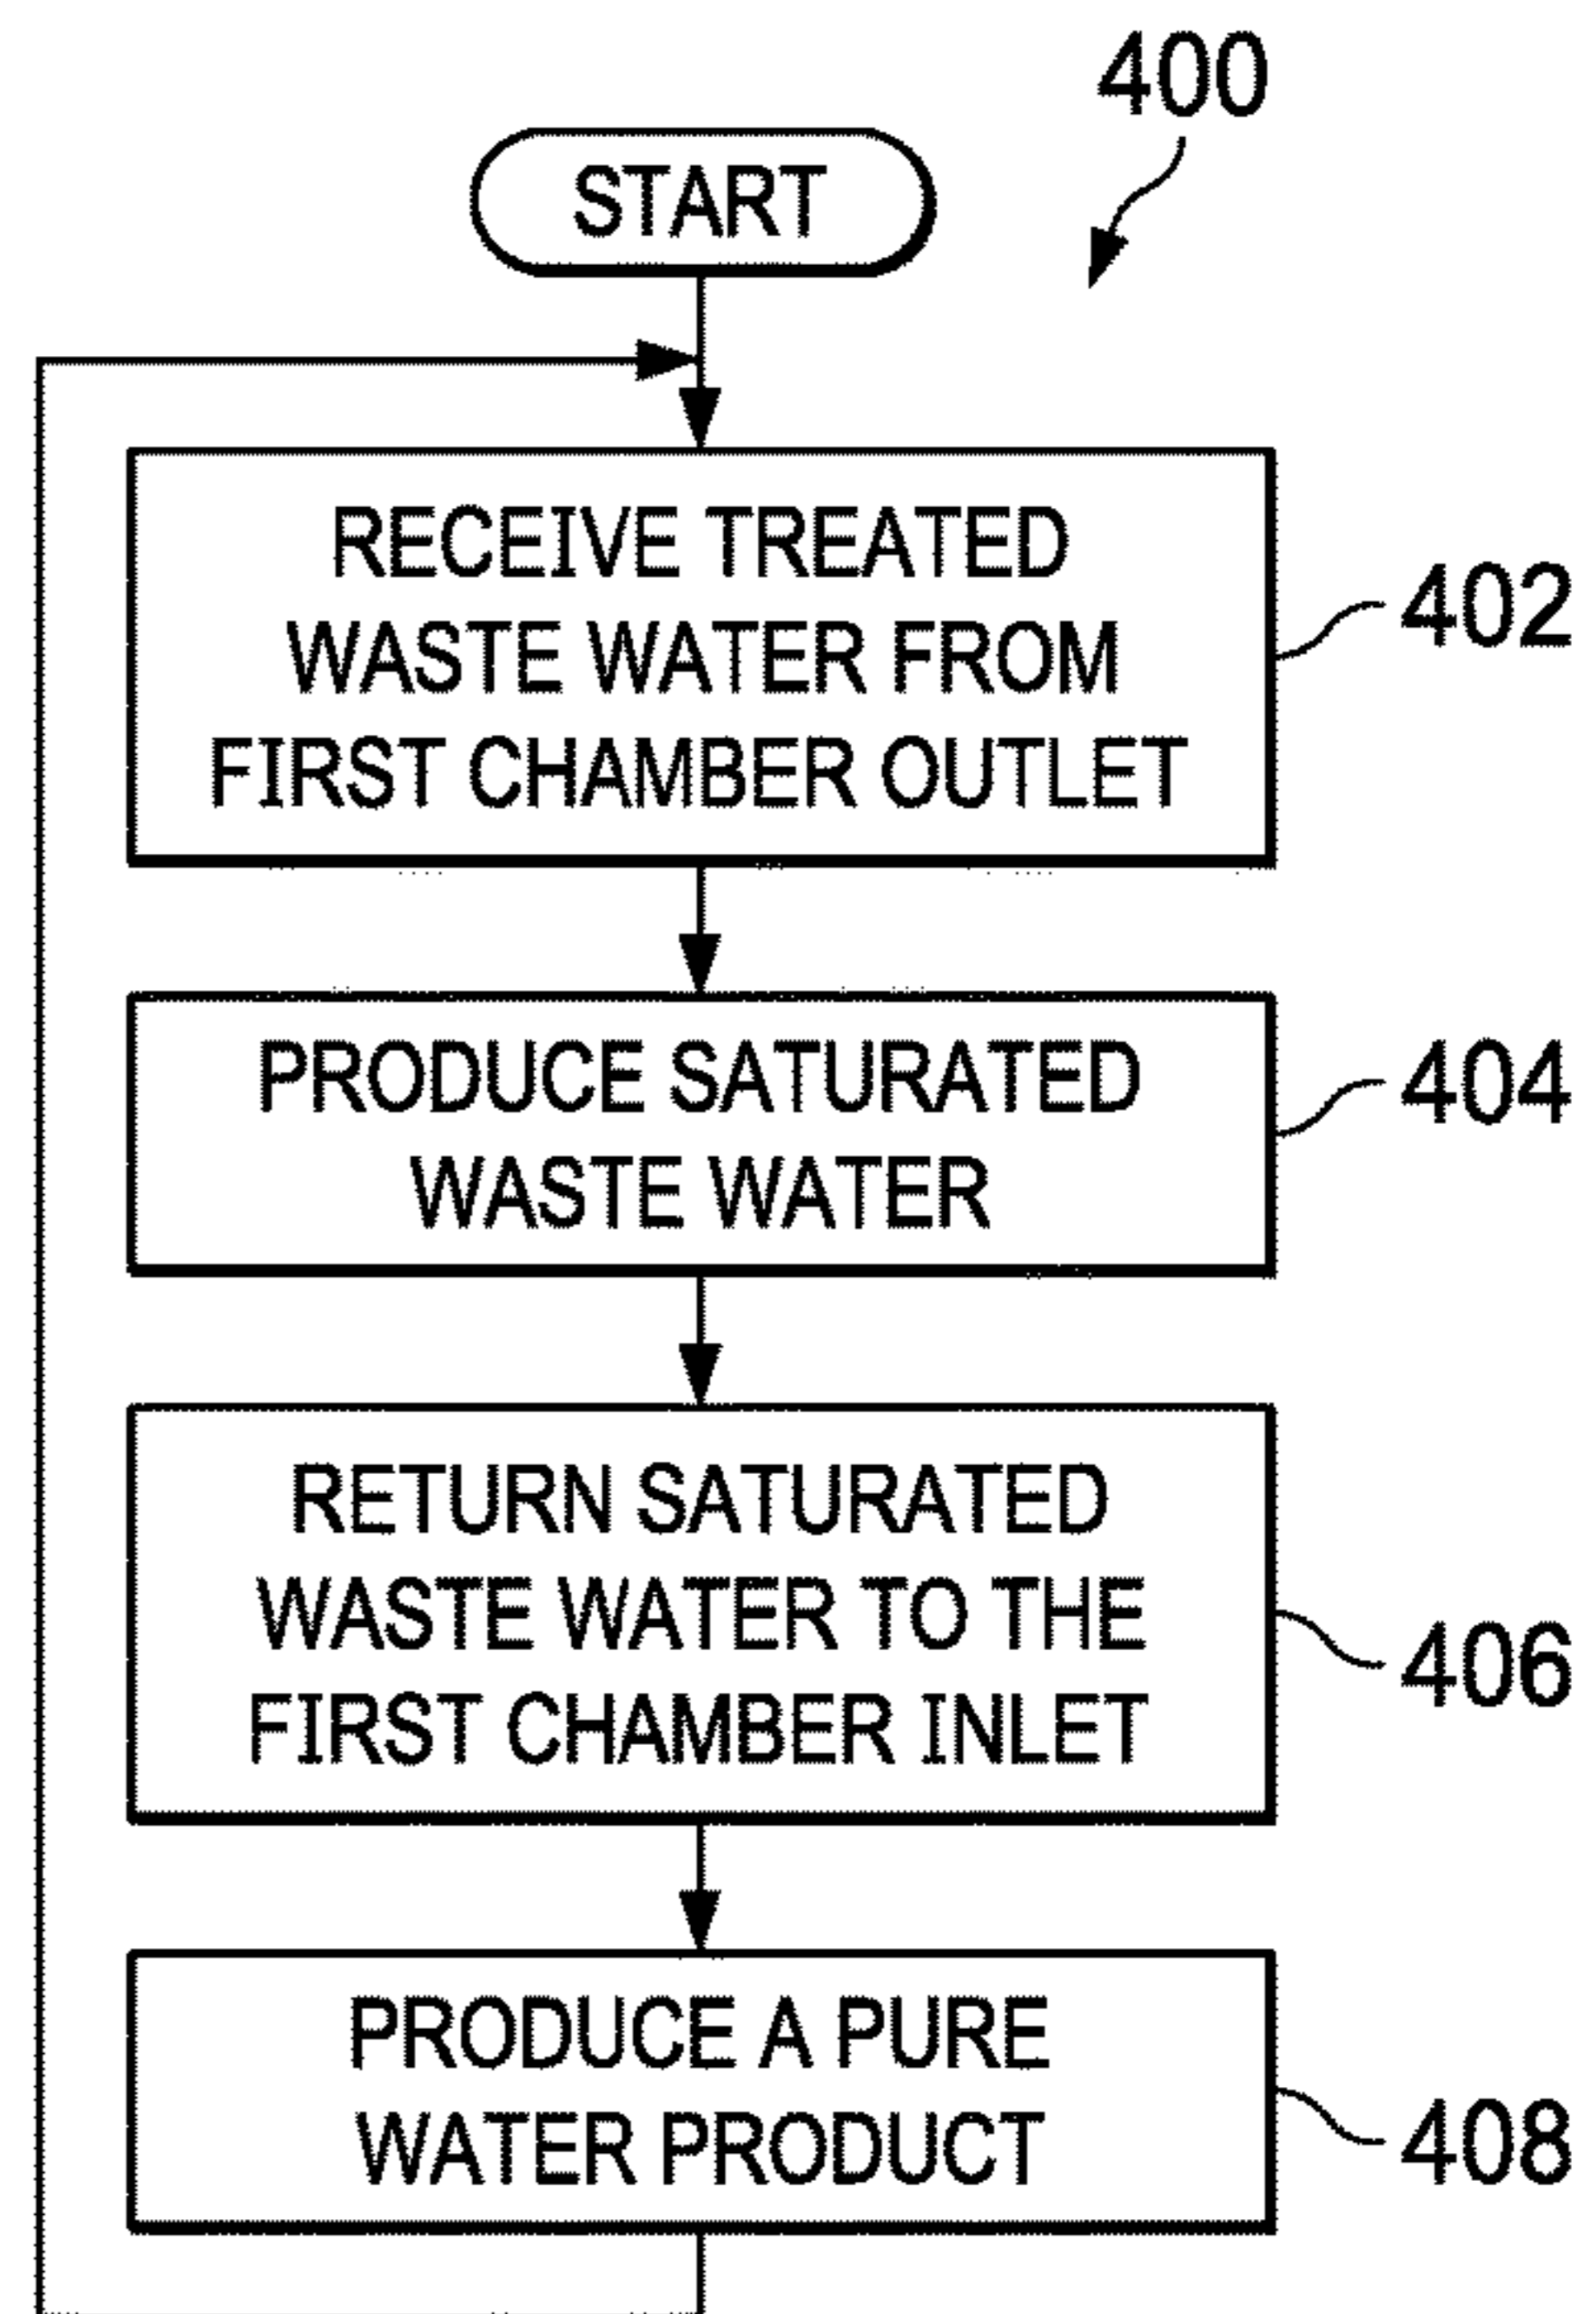 400
START
RECEIVE TREATED
WASTE WATER FROM
FIRST CHAMBER OUTLET
402
PRODUCE SATURATED
WASTE WATER
404
RETURN SATURATED
WASTE WATER TO THE
FIRST CHAMBER INLET
406
PRODUCE A PURE
WATER PRODUCT
408